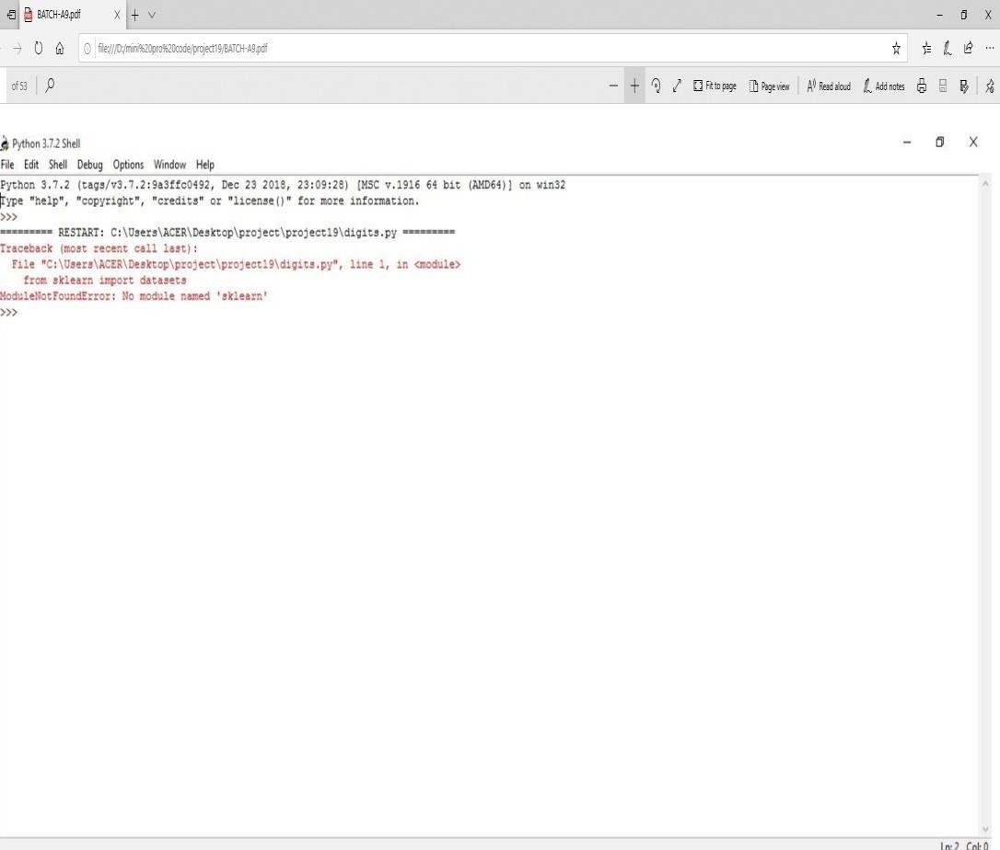 BATCH-A9.pdf
file:///D:/mini%20pro%20code/project19/BATCH-A9.pdf
of 53 Fit to page Page view Read aloud Add notes
Python 3.7.2 Shell
File Edit Shell Debug Options Window Help
Python 3.7.2 (tags/v3.7.2:9a3ffc0492, Dec 23 2018, 23:09:28) [MSC v.1916 64 bit (AMD64)] on win32
Type "help", "copyright", "credits" or "license()" for more information.
>>>
========= RESTART: C:\Users\ACER\Desktop\project\project19\digits.py =========
Traceback (most recent call last):
  File "C:\Users\ACER\Desktop\project\project19\digits.py", line 1, in <module>
    from sklearn import datasets
ModuleNotFoundError: No module named 'sklearn'
>>>
Ln: 2 Col: 0